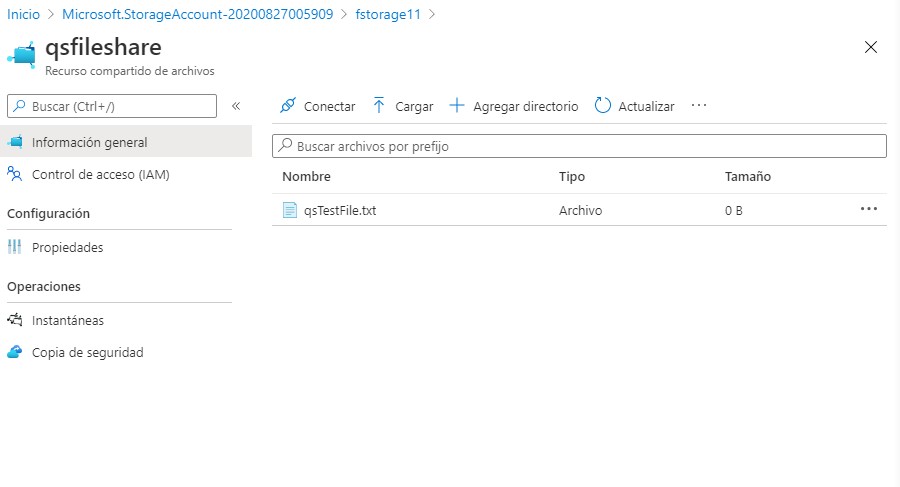 Inicio > Microsoft.StorageAccount-20200827005909 > fstorage11 >
qsfileshare
Recurso compartido de archivos
Buscar (Ctrl+/)
«
Información general
Control de acceso (IAM)
Configuración
Propiedades
Operaciones
Instantáneas
Copia de seguridad
Conectar Cargar Agregar directorio Actualizar ···
Buscar archivos por prefijo
Nombre Tipo Tamaño
qsTestFile.txt Archivo 0 B ···